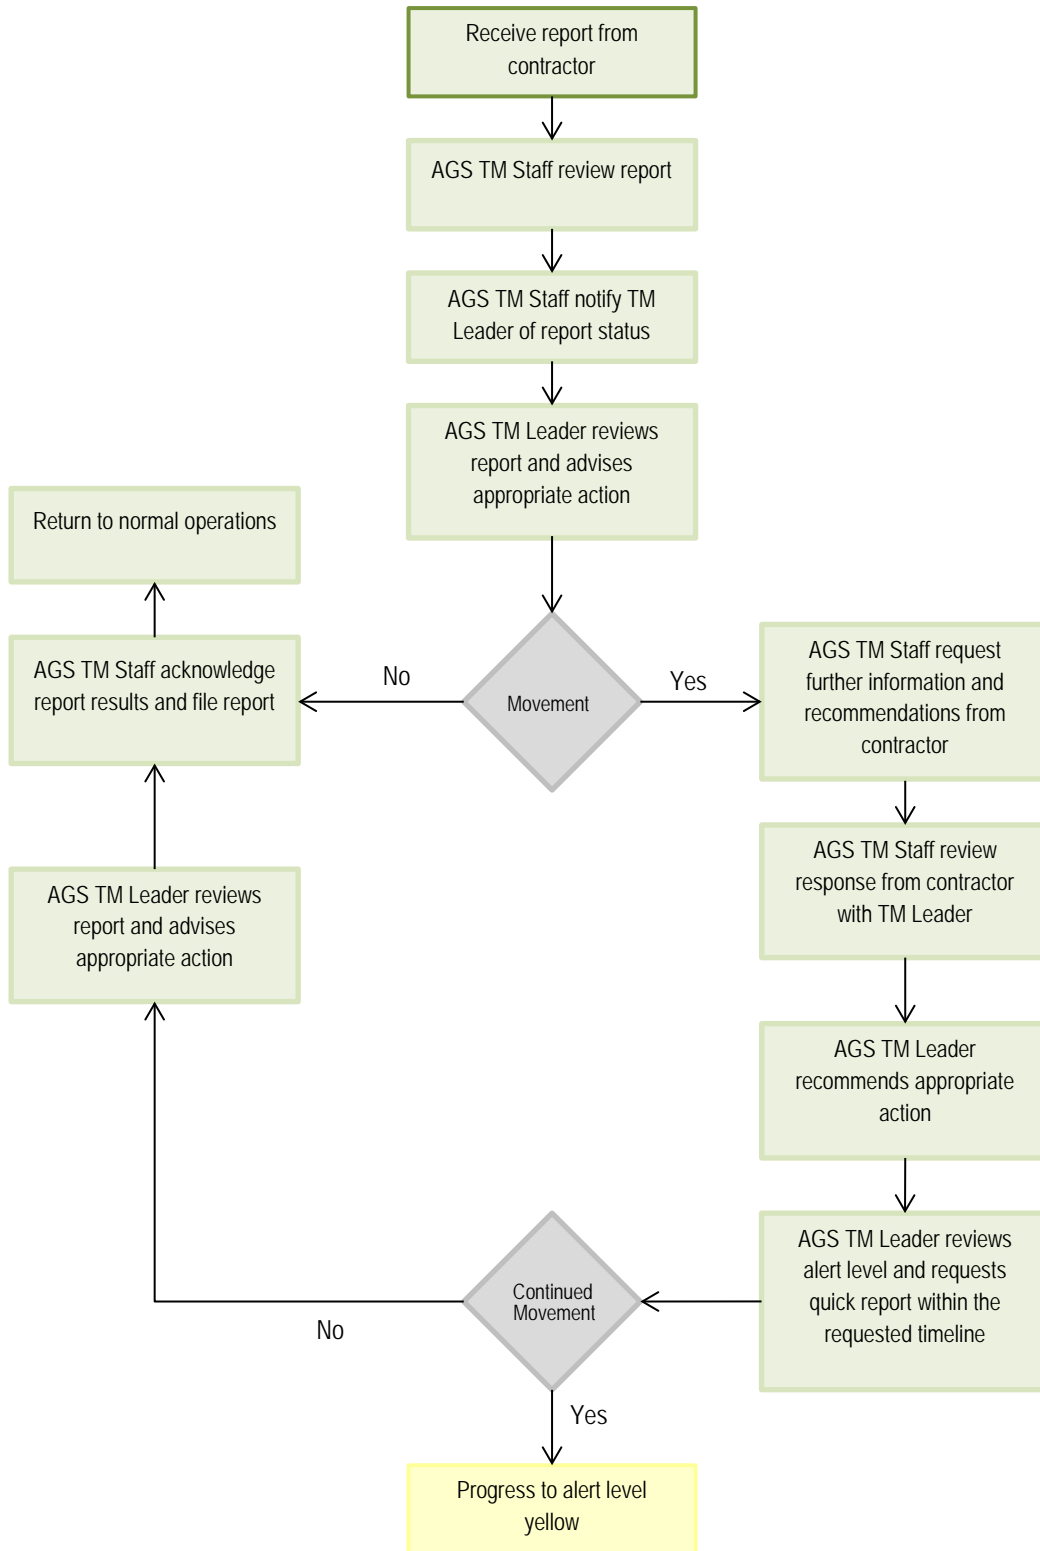 Receive report from
contractor
AGS TM Staff review report
AGS TM Staff notify TM
Leader of report status
AGS TM Leader reviews
report and advises
appropriate action
Return to normal operations
AGS TM Staff acknowledge
report results and file report
No
Movement
Yes
AGS TM Staff request
further information and
recommendations from
contractor
AGS TM Staff review
response from contractor
with TM Leader
AGS TM Leader reviews
report and advises
appropriate action
AGS TM Leader
recommends appropriate
action
AGS TM Leader reviews
alert level and requests
quick report within the
requested timeline
Continued
Movement
No
Yes
Progress to alert level
yellow